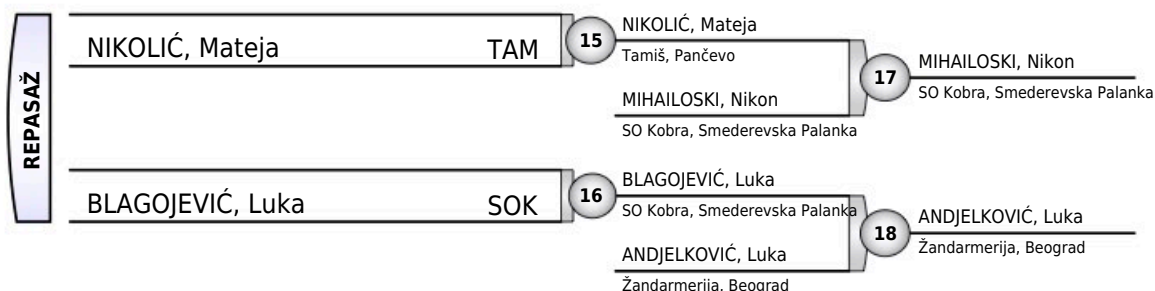 REPASAŽ
NIKOLIĆ, Mateja TAM
15
NIKOLIĆ, Mateja
Tamiš, Pančevo
MIHAILOSKI, Nikon
SO Kobra, Smederevska Palanka
17
MIHAILOSKI, Nikon
SO Kobra, Smederevska Palanka
BLAGOJEVIĆ, Luka SOK
16
BLAGOJEVIĆ, Luka
SO Kobra, Smederevska Palanka
ANDJELKOVIĆ, Luka
Žandarmerija, Beograd
18
ANDJELKOVIĆ, Luka
Žandarmerija, Beograd